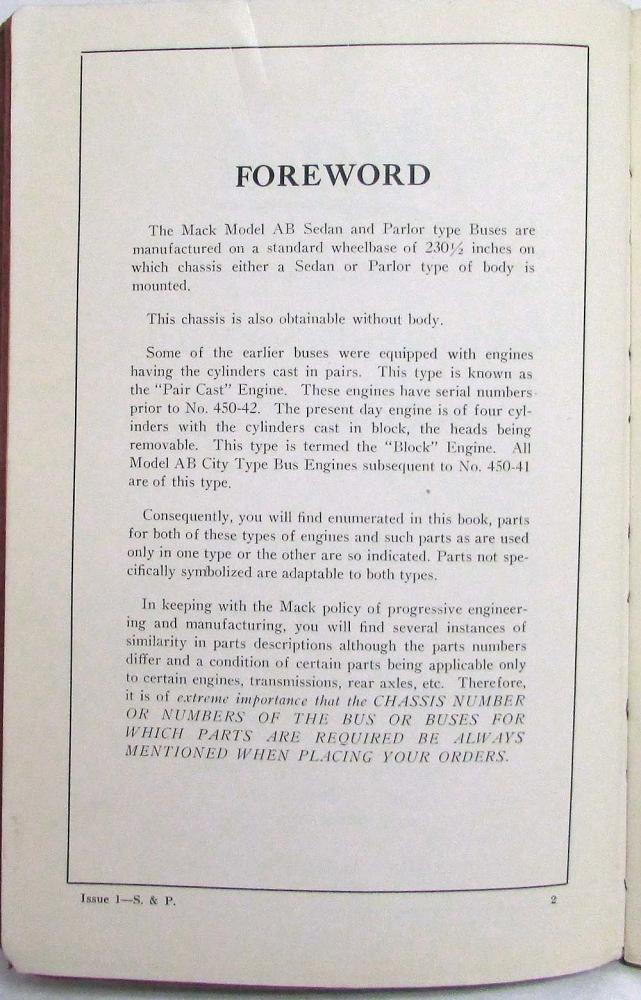 FOREWORD
The Mack Model AB Sedan and Parlor type Buses are
manufactured on a standard wheelbase of 230½ inches on
which chassis either a Sedan or Parlor type of body is
mounted.
This chassis is also obtainable without body.
Some of the earlier buses were equipped with engines
having the cylinders cast in pairs. This type is known as
the "Pair Cast" Engine. These engines have serial numbers
prior to No. 450-42. The present day engine is of four cyl-
inders with the cylinders cast in block, the heads being
removable. This type is termed the "Block" Engine. All
Model AB City Type Bus Engines subsequent to No. 450-41
are of this type.
Consequently, you will find enumerated in this book, parts
for both of these types of engines and such parts as are used
only in one type or the other are so indicated. Parts not spe-
cifically symbolized are adaptable to both types.
In keeping with the Mack policy of progressive engineer-
ing and manufacturing, you will find several instances of
similarity in parts descriptions although the parts numbers
differ and a condition of certain parts being applicable only
to certain engines, transmissions, rear axles, etc. Therefore,
it is of extreme importance that the CHASSIS NUMBER
OR NUMBERS OF THE BUS OR BUSES FOR
WHICH PARTS ARE REQUIRED BE ALWAYS
MENTIONED WHEN PLACING YOUR ORDERS.
Issue 1—S. & P.
2